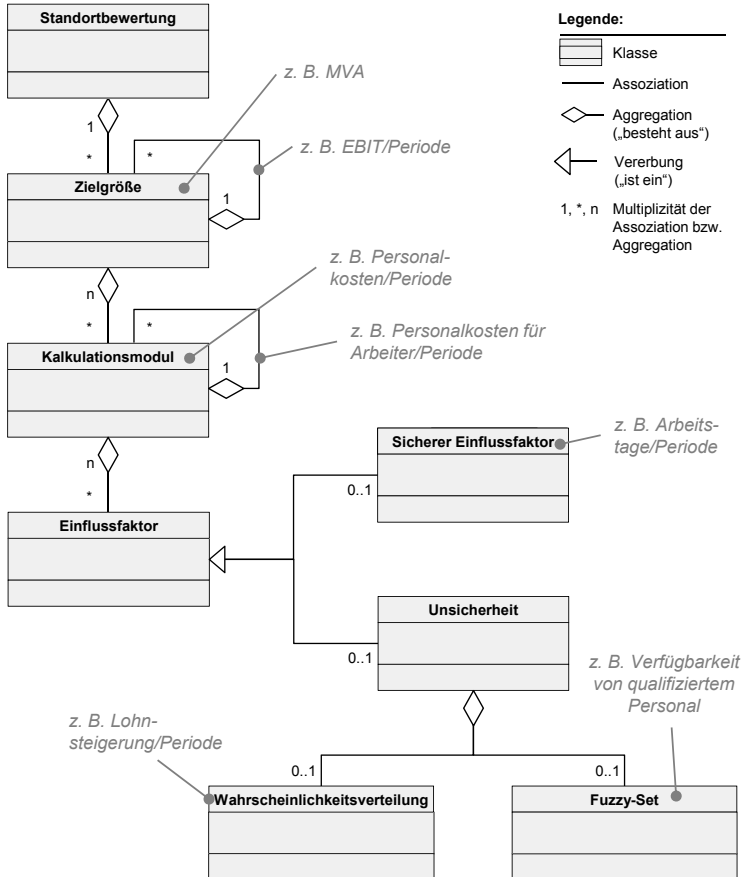 Standortbewertung
Legende:
Klasse
Assoziation
Aggregation
(„besteht aus“)
Vererbung
(„ist ein“)
1, *, n Multiplizität der
Assoziation bzw.
Aggregation
z. B. MVA
1
*
*
z. B. EBIT/Periode
Zielgröße
1
n
*
*
z. B. Personal-
kosten/Periode
z. B. Personalkosten für
Arbeiter/Periode
Kalkulationsmodul
1
n
*
Sicherer Einflussfaktor
z. B. Arbeits-
tage/Periode
0..1
Einflussfaktor
Unsicherheit
0..1
z. B. Verfügbarkeit
von qualifiziertem
Personal
z. B. Lohn-
steigerung/Periode
0..1
0..1
Wahrscheinlichkeitsverteilung
Fuzzy-Set